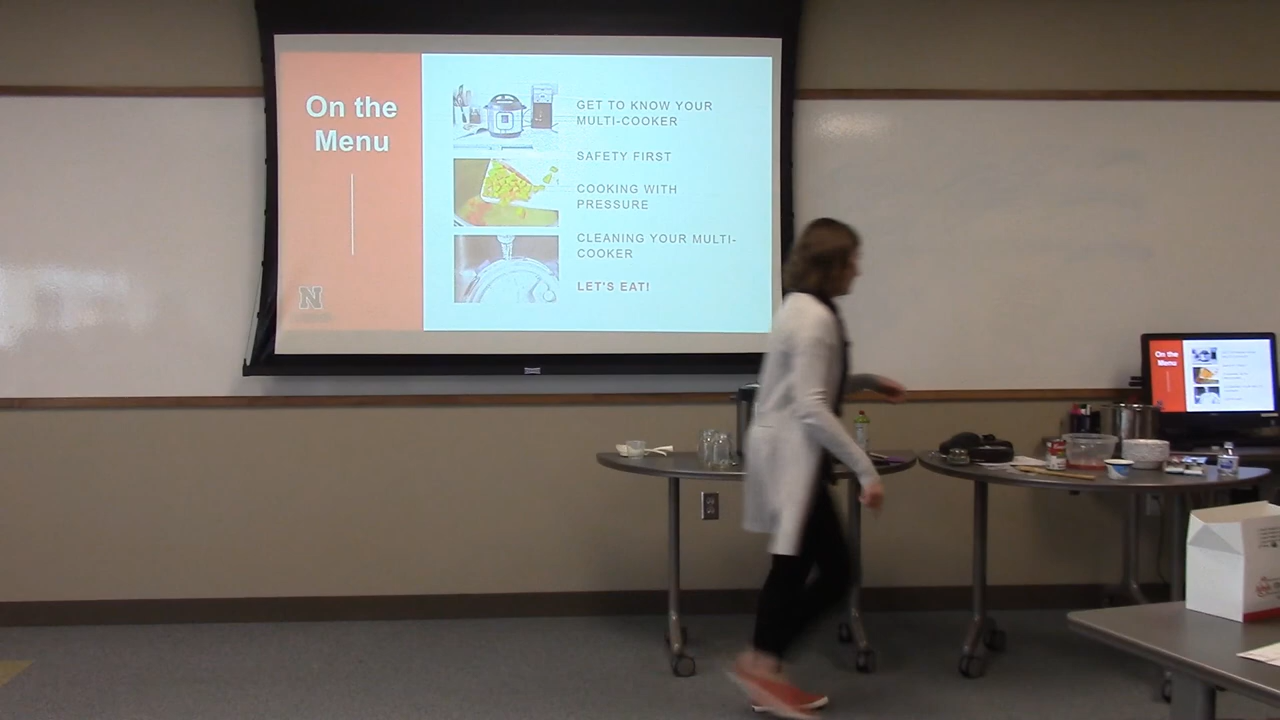 On the
Menu
N
GET TO KNOW YOUR
MULTI-COOKER
SAFETY FIRST
COOKING WITH
PRESSURE
CLEANING YOUR MULTI-
COOKER
LET'S EAT!
On the
Menu